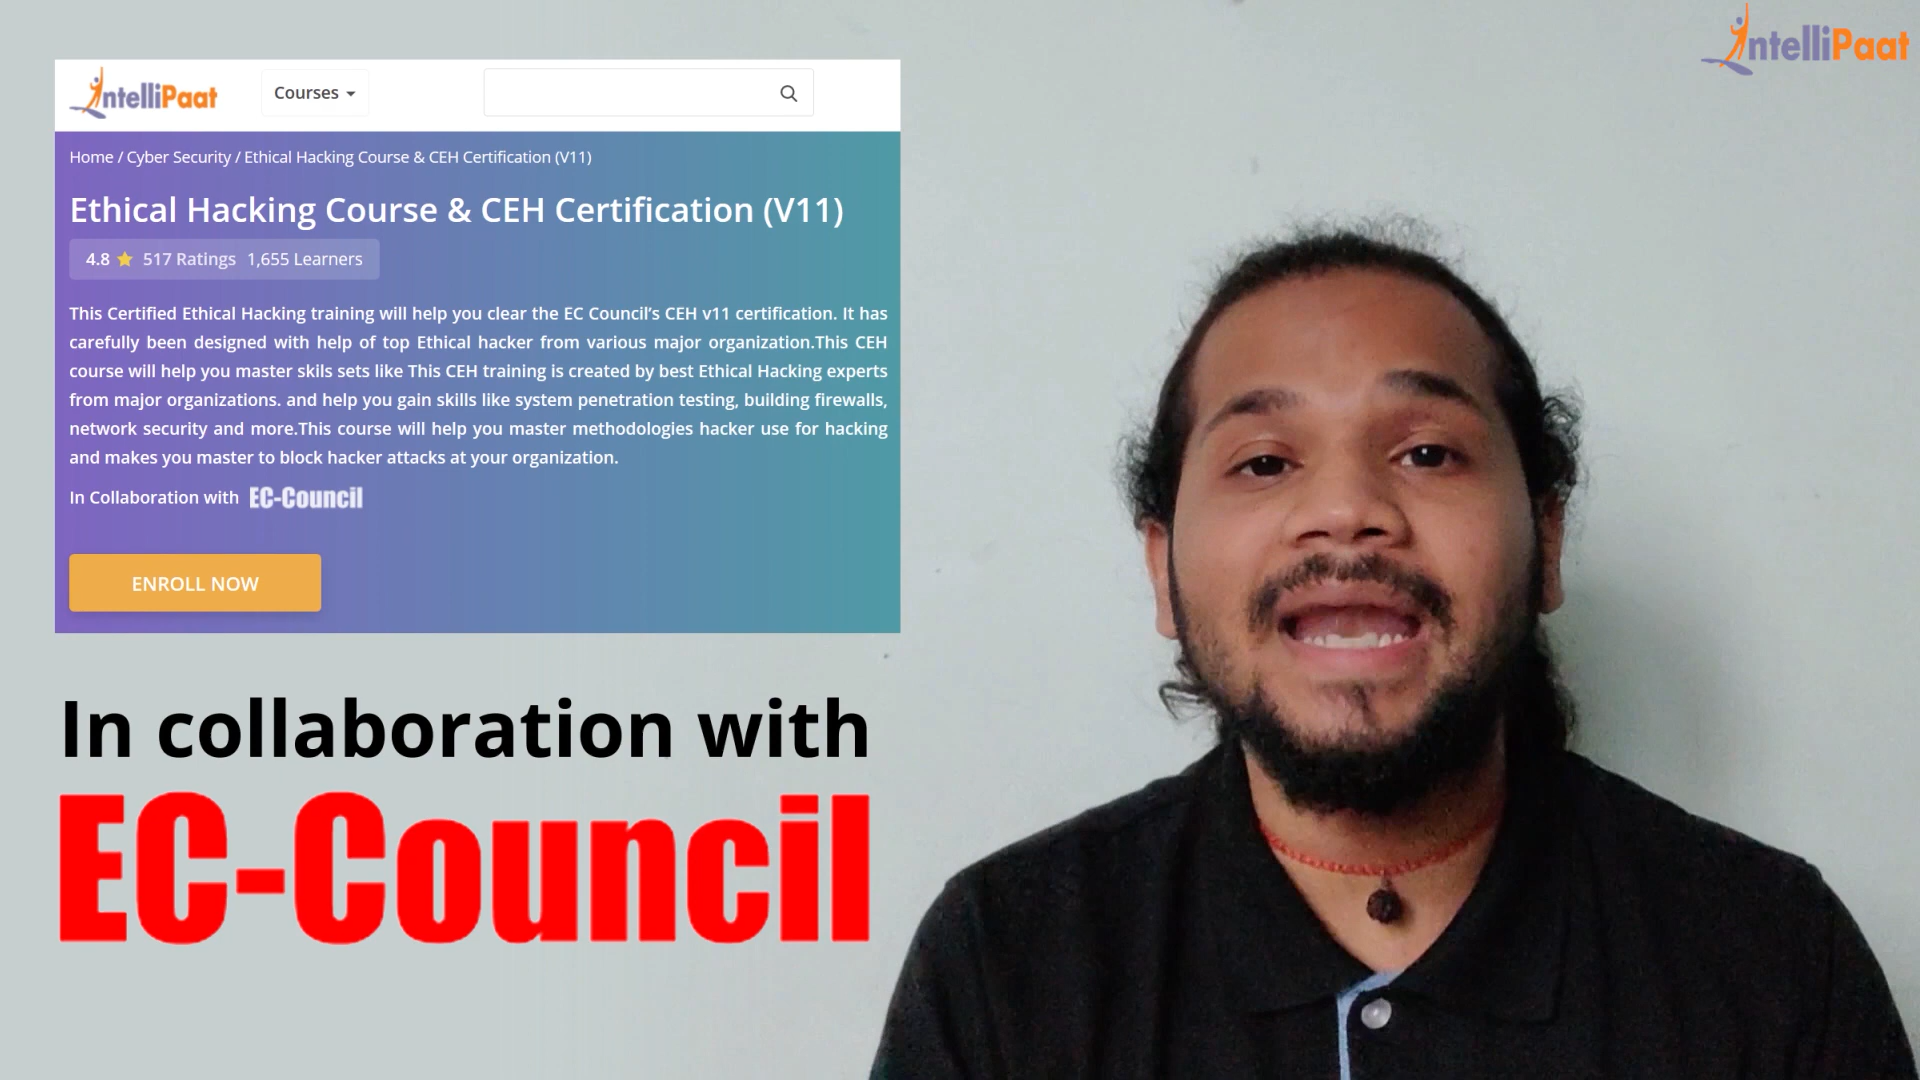 IntelliPaat
IntelliPaat Courses
Home / Cyber Security / Ethical Hacking Course & CEH Certification (V11)
Ethical Hacking Course & CEH Certification (V11)
4.8 517 Ratings 1,655 Learners
This Certified Ethical Hacking training will help you clear the EC Council’s CEH v11 certification. It has
carefully been designed with help of top Ethical hacker from various major organization.This CEH
course will help you master skils sets like This CEH training is created by best Ethical Hacking experts
from major organizations. and help you gain skills like system penetration testing, building firewalls,
network security and more.This course will help you master methodologies hacker use for hacking
and makes you master to block hacker attacks at your organization.
In Collaboration with EC-Council
ENROLL NOW
In collaboration with
EC-Council